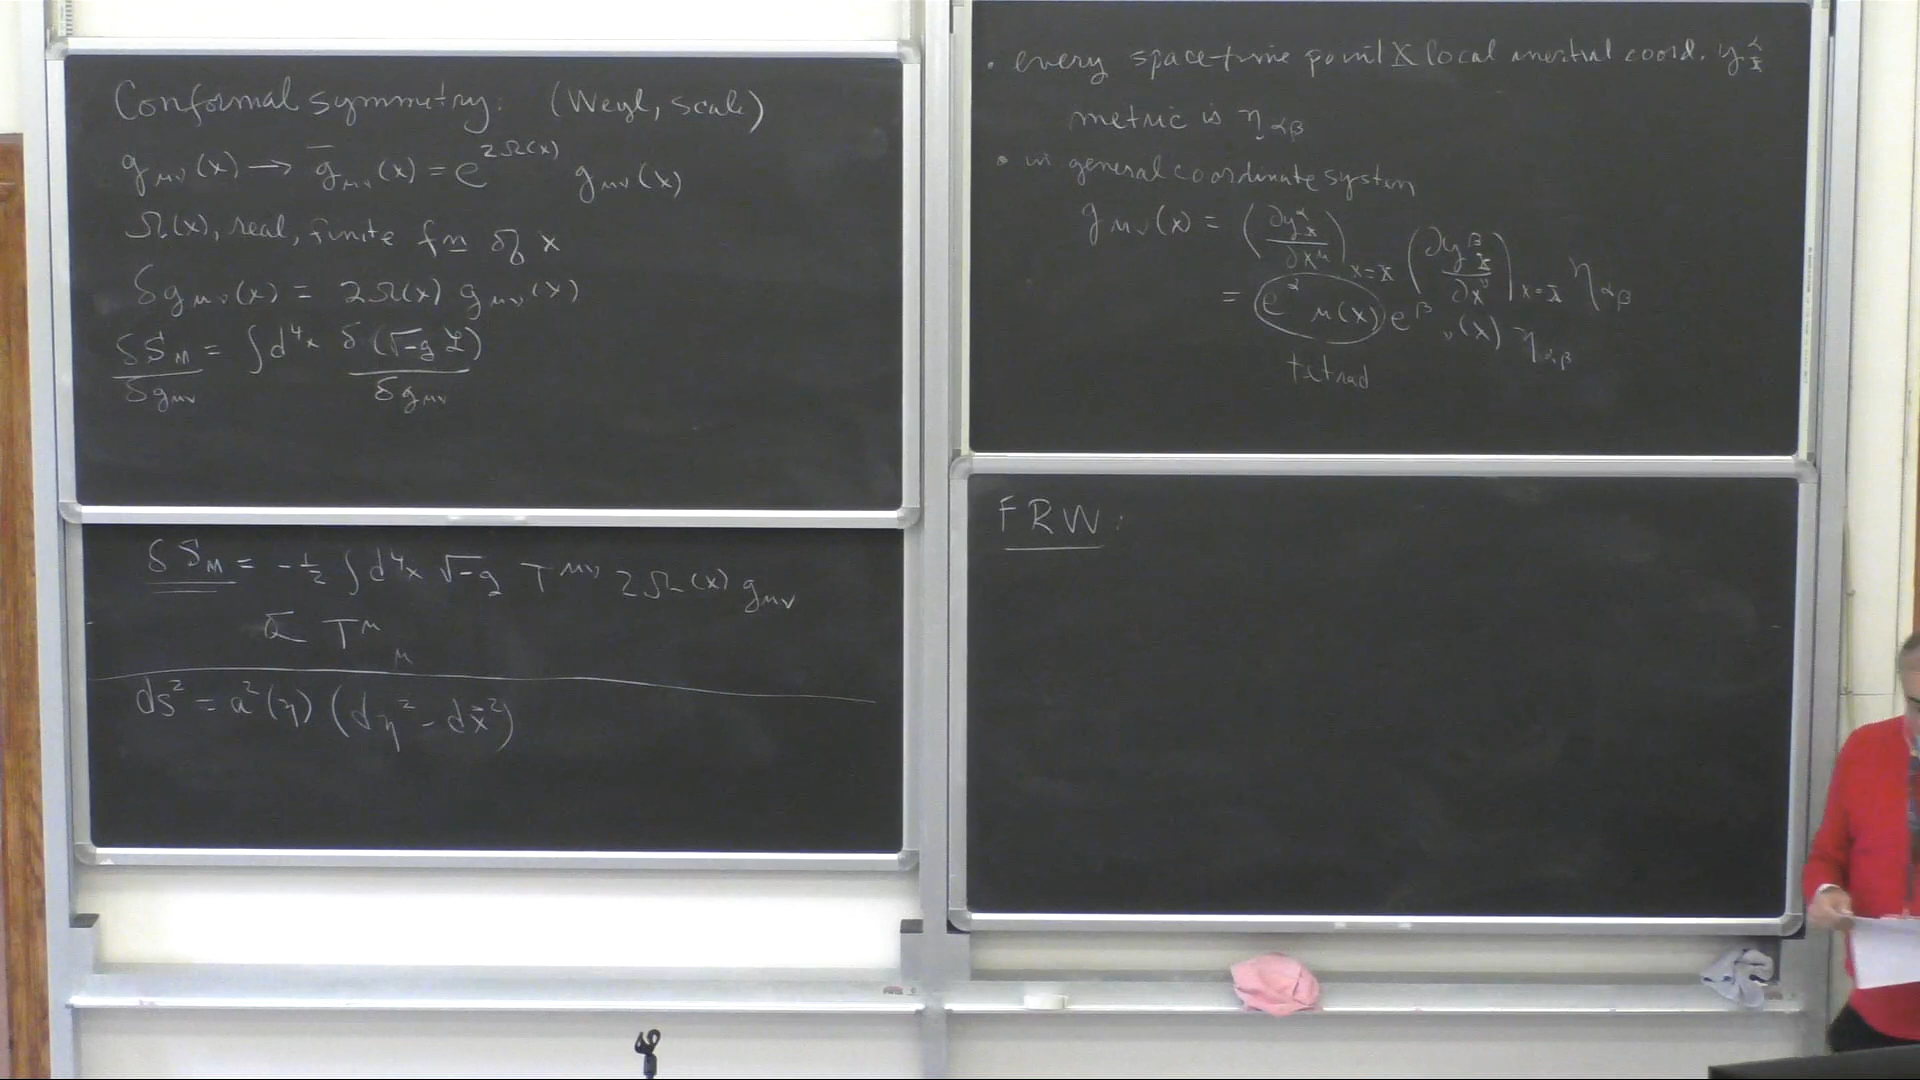 Conformal symmetry: (Weyl, scale)
g_μν(x) → g̅_μν(x) = e^{2Ω(x)} g_μν(x)
Ω(x), real, finite fn of x
δg_μν(x) = 2Ω(x) g_μν(x)
δS_M/δg_μν = ∫d⁴x δ(√-g ℒ)/δg_μν
δS_M = -½ ∫d⁴x √-g T^μν 2Ω(x) g_μν
α T^μ_μ
ds² = a²(η) (dη² - dx⃗²)
• every space-time point X local inertial coord. y^α_X
metric is η_αβ
• in general coordinate system
g_μν(x) = (∂y^α_X/∂x^μ)_{x=X} (∂y^β_X/∂x^ν)_{x=X} η_αβ
= e^α_μ(x) e^β_ν(x) η_αβ
tetrad
FRW: